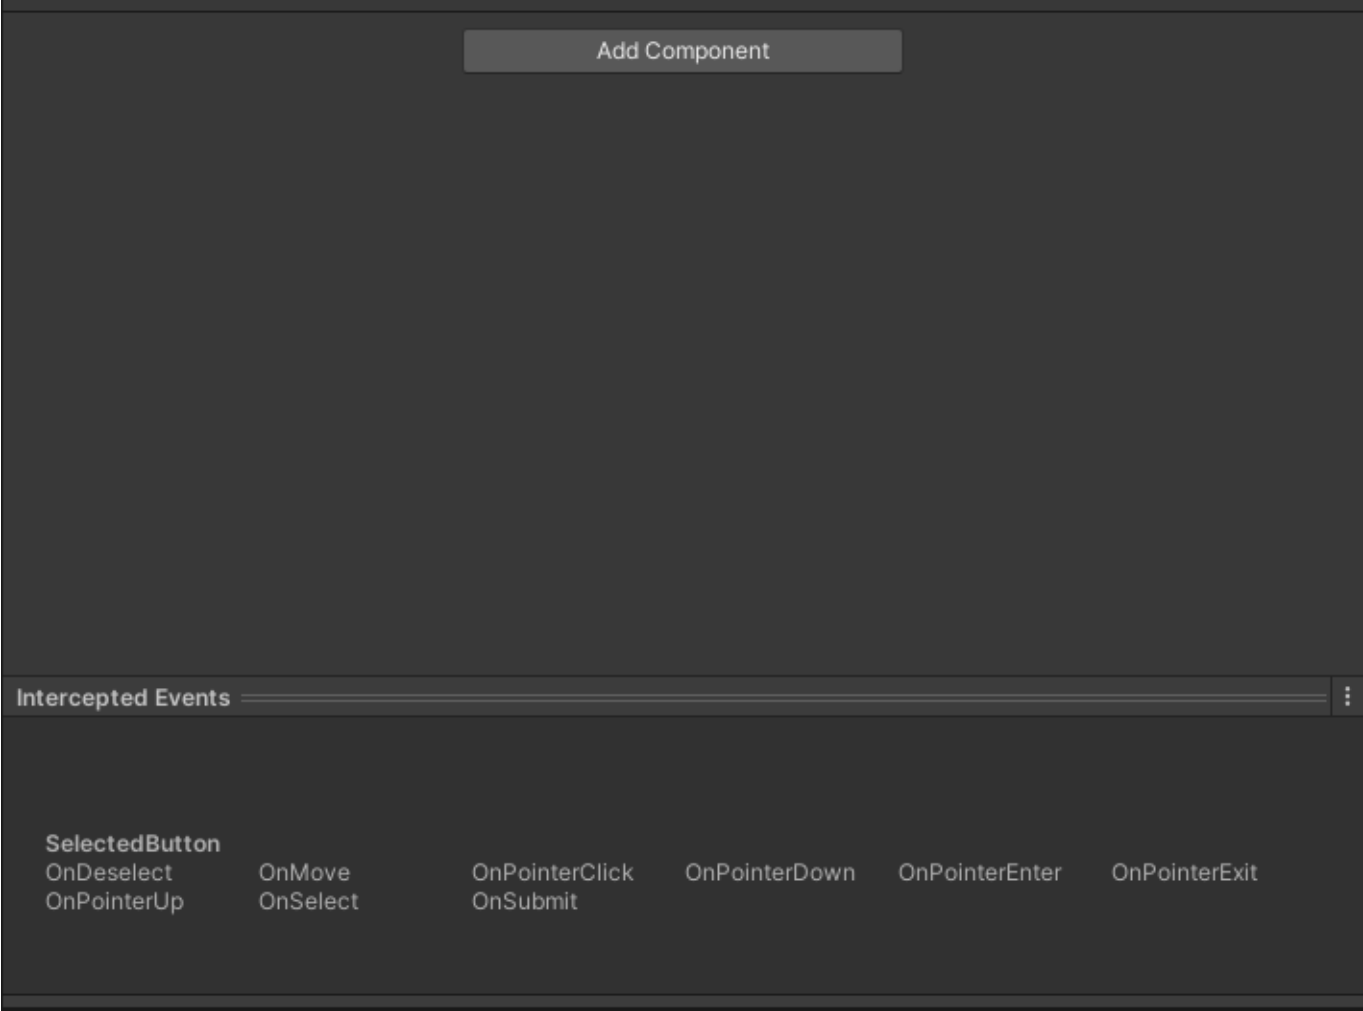 Add Component
Intercepted Events
SelectedButton
OnDeselect OnMove OnPointerClick OnPointerDown OnPointerEnter OnPointerExit
OnPointerUp OnSelect OnSubmit